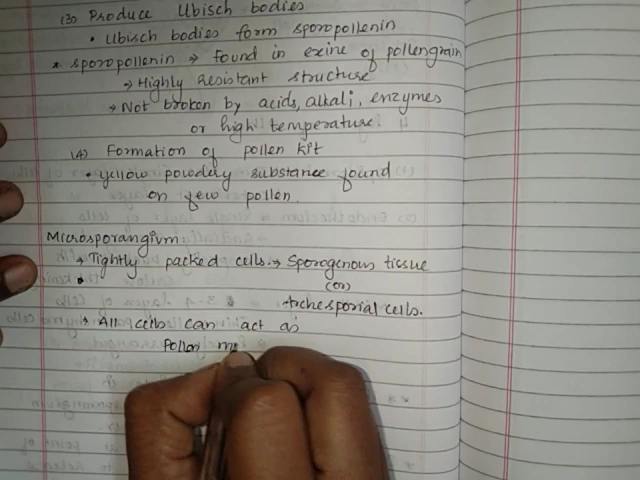 (3) Produce Ubisch bodies
• Ubisch bodies form sporopollenin
* sporopollenin → found in exine of pollengrain
→ Highly resistant structure
→ Not broken by acids, alkali, enzymes
or high temperature
(4) Formation of pollen kit
• yellow powdery substance found
on few pollen.
Microsporangium
→ Tightly packed cells → Sporogenous tissue
(or)
Archesporial cells.
→ All cells can act as
pollen m